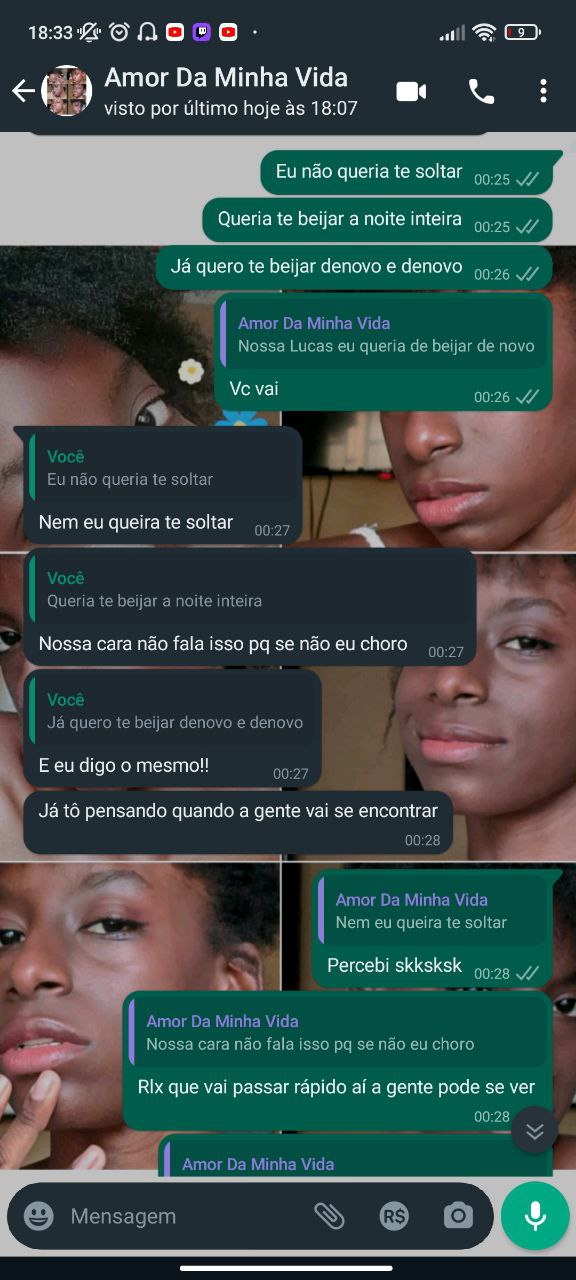 18:33
9
Amor Da Minha Vida
visto por último hoje às 18:07
Eu não queria te soltar 00:25
Queria te beijar a noite inteira 00:25
Já quero te beijar denovo e denovo 00:26
Amor Da Minha Vida
Nossa Lucas eu queria de beijar de novo
Vc vai 00:26
Você
Eu não queria te soltar
Nem eu queira te soltar 00:27
Você
Queria te beijar a noite inteira
Nossa cara não fala isso pq se não eu choro 00:27
Você
Já quero te beijar denovo e denovo
E eu digo o mesmo!! 00:27
Já tô pensando quando a gente vai se encontrar
00:28
Amor Da Minha Vida
Nem eu queira te soltar
Percebi skksksk 00:28
Amor Da Minha Vida
Nossa cara não fala isso pq se não eu choro
Rlx que vai passar rápido aí a gente pode se ver
00:28
Amor Da Minha Vida
Mensagem R$